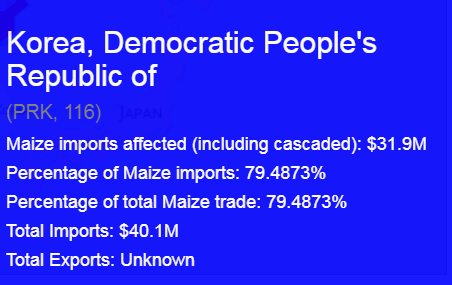 Korea, Democratic People's
Republic of
(PRK, 116)
JAPAN
Maize imports affected (including cascaded): $31.9M
Percentage of Maize imports: 79.4873%
Percentage of total Maize trade: 79.4873%
Total Imports: $40.1M
Total Exports: Unknown